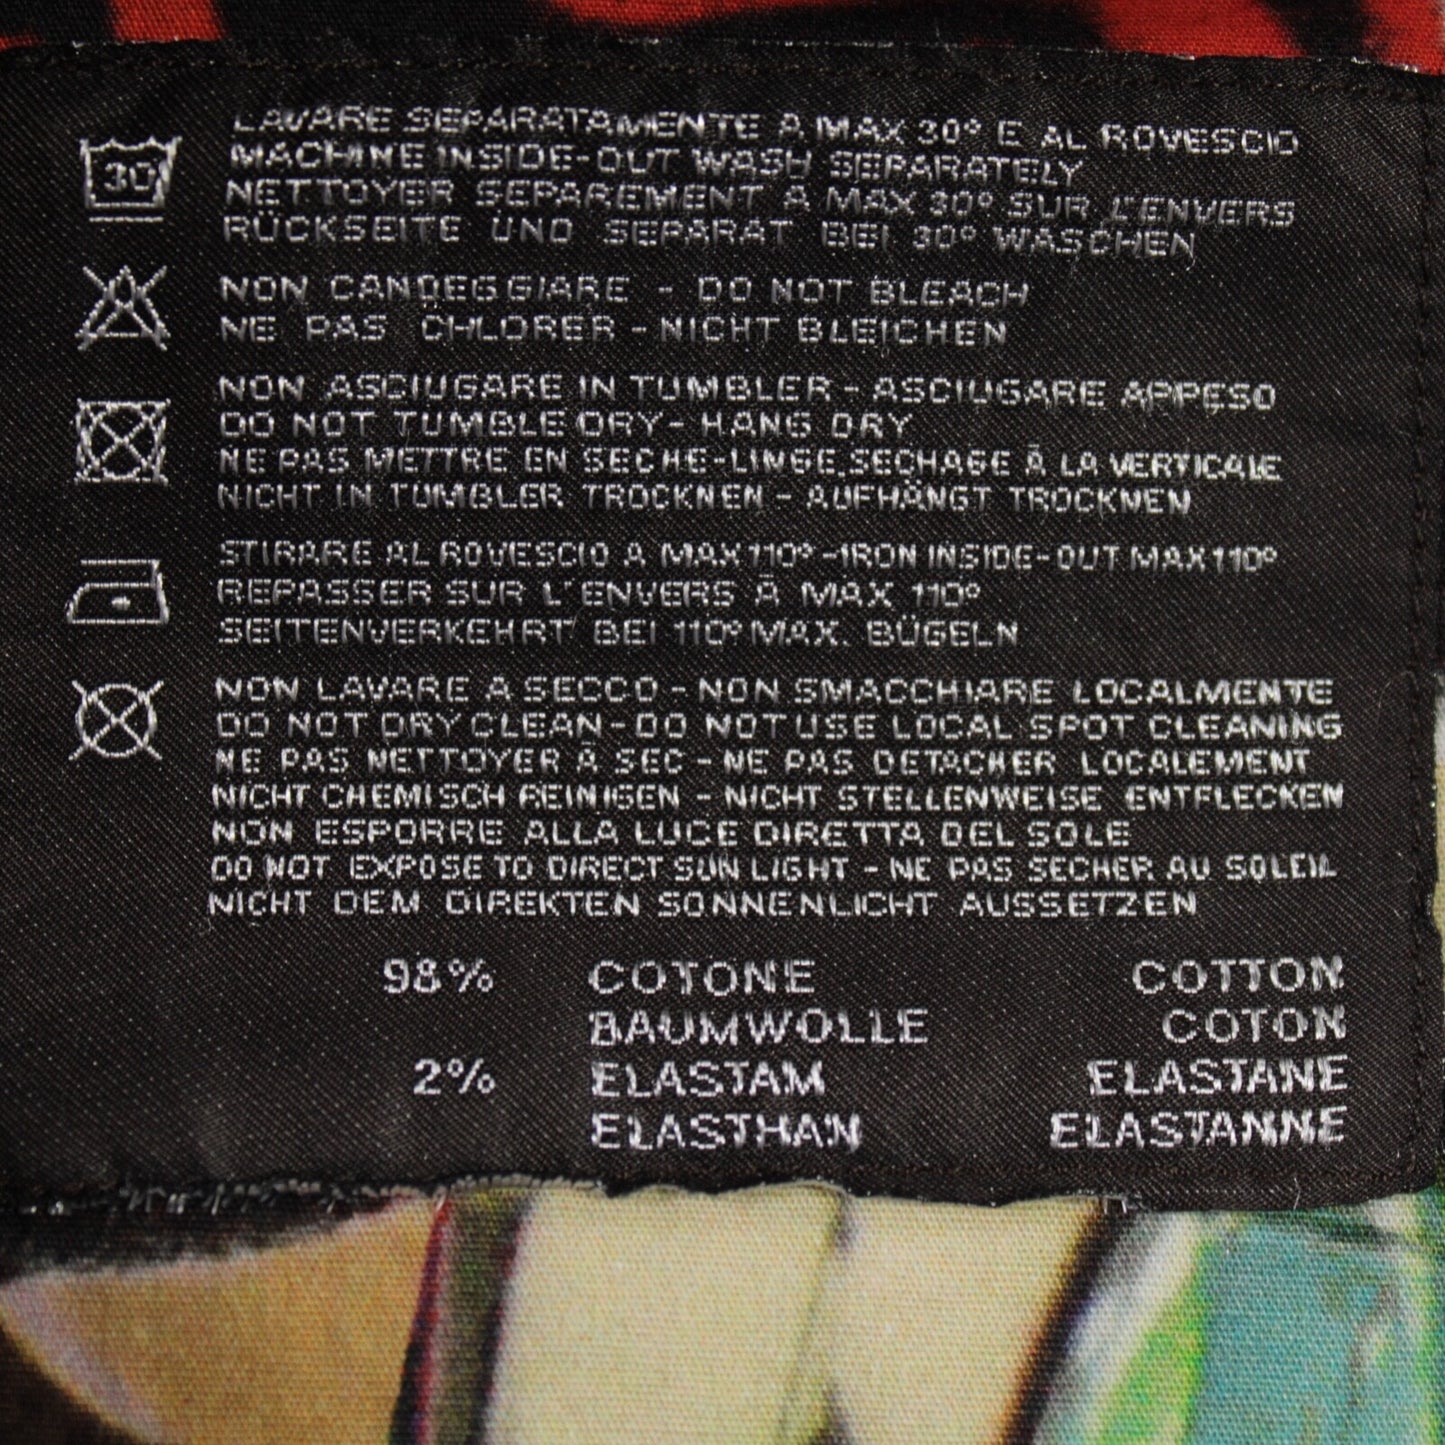 30
LAVARE SEPARATAMENTE A MAX 30° E AL ROVESCIO
MACHINE INSIDE-OUT WASH SEPARATELY
NETTOYER SEPAREMENT À MAX 30° SUR L'ENVERS
RÜCKSEITE UND SEPARAT BEI 30° WASCHEN
NON CANDEGGIARE - DO NOT BLEACH
NE PAS CHLORER - NICHT BLEICHEN
NON ASCIUGARE IN TUMBLER - ASCIUGARE APPESO
DO NOT TUMBLE DRY - HANG DRY
NE PAS METTRE EN SECHE-LINGE, SECHAGE À LA VERTICALE
NICHT IN TUMBLER TROCKNEN - AUFHÄNGT TROCKNEN
STIRARE AL ROVESCIO A MAX 110° - IRON INSIDE-OUT MAX 110°
REPASSER SUR L'ENVERS À MAX 110°
SEITENVERKEHRT BEI 110° MAX. BÜGELN
NON LAVARE A SECCO - NON SMACCHIARE LOCALMENTE
DO NOT DRY CLEAN - DO NOT USE LOCAL SPOT CLEANING
NE PAS NETTOYER À SEC - NE PAS DETACHER LOCALEMENT
NICHT CHEMISCH REINIGEN - NICHT STELLENWEISE ENTFLECKEN
NON ESPORRE ALLA LUCE DIRETTA DEL SOLE
DO NOT EXPOSE TO DIRECT SUN LIGHT - NE PAS SECHER AU SOLEIL
NICHT DEM DIREKTEN SONNENLICHT AUSSETZEN
98% COTONE COTTON
BAUMWOLLE COTON
2% ELASTAM ELASTANE
ELASTHAN ELASTANNE